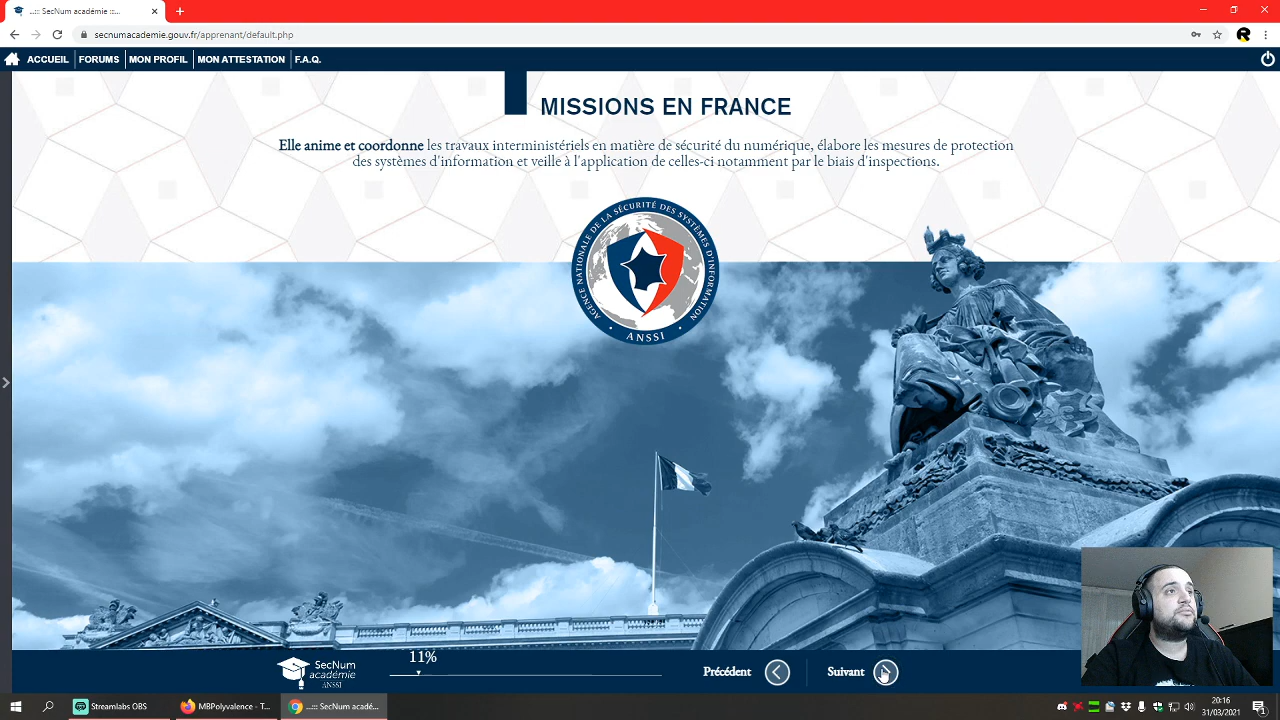 ..:: SecNum académie ::..
secnumacademie.gouv.fr/apprenant/default.php
ACCUEIL FORUMS MON PROFIL MON ATTESTATION F.A.Q.
MISSIONS EN FRANCE
Elle anime et coordonne les travaux interministériels en matière de sécurité du numérique, élabore les mesures de protection
des systèmes d'information et veille à l'application de celles-ci notamment par le biais d'inspections.
AGENCE NATIONALE DE LA SÉCURITÉ DES SYSTÈMES D'INFORMATION
ANSSI
11%
SecNum
académie
ANSSI
Précédent
Suivant
Streamlabs OBS
MBPolyvalence - T...
..:: SecNum acadé...
20:16
31/03/2021